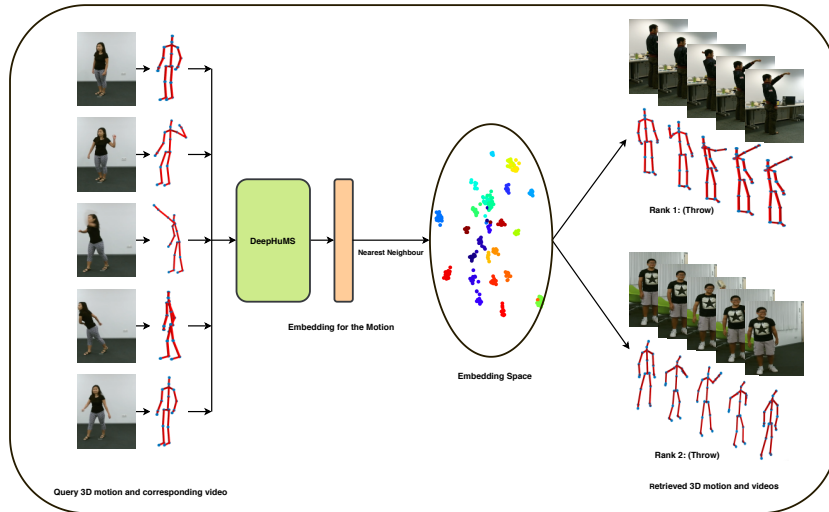 DeepHuMS
Nearest Neighbour
Embedding for the Motion
Embedding Space
Rank 1: (Throw)
Rank 2: (Throw)
Query 3D motion and corresponding video
Retrieved 3D motion and videos